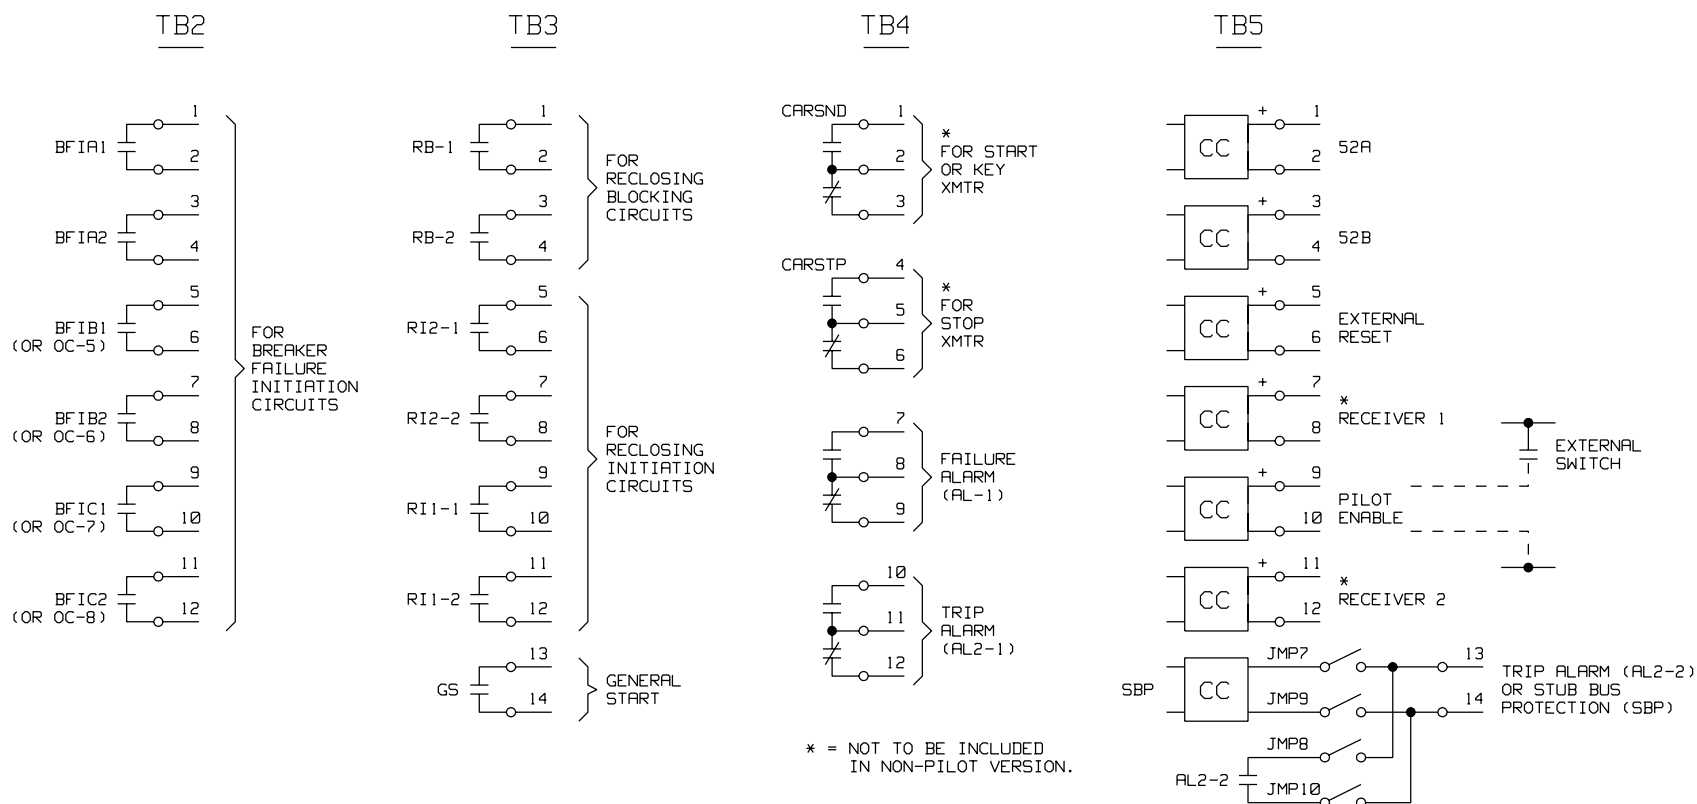 TB2
1
BFIA1
2
3
BFIA2
4
5
BFIB1
(OR OC-5)
6
7
BFIB2
(OR OC-6)
8
9
BFIC1
(OR OC-7)
10
11
BFIC2
(OR OC-8)
12
FOR
BREAKER
FAILURE
INITIATION
CIRCUITS
TB3
1
RB-1
2
3
RB-2
4
FOR
RECLOSING
BLOCKING
CIRCUITS
5
RI2-1
6
7
RI2-2
8
9
RI1-1
10
11
RI1-2
12
FOR
RECLOSING
INITIATION
CIRCUITS
13
GS
14
GENERAL
START
TB4
CARSND
1
2
3
*
FOR START
OR KEY
XMTR
CARSTP
4
5
6
*
FOR
STOP
XMTR
7
8
9
FAILURE
ALARM
(AL-1)
10
11
12
TRIP
ALARM
(AL2-1)
* = NOT TO BE INCLUDED
IN NON-PILOT VERSION.
TB5
+ 1
CC
52A
2
+ 3
CC
52B
4
+ 5
CC
EXTERNAL
RESET
6
+ 7
CC
*
RECEIVER 1
8
+ 9
CC
PILOT
ENABLE
10
EXTERNAL
SWITCH
+ 11
CC
*
RECEIVER 2
12
SBP
CC
JMP7
13
JMP9
14
TRIP ALARM (AL2-2)
OR STUB BUS
PROTECTION (SBP)
JMP8
AL2-2
JMP10